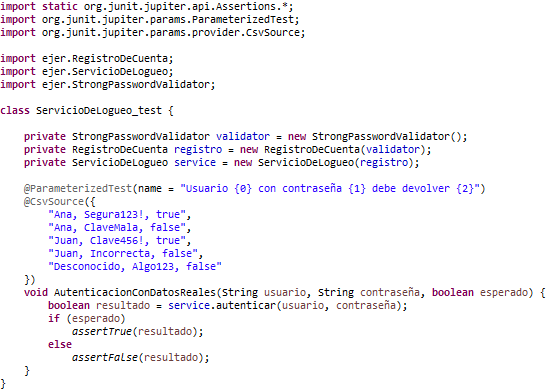 import static org.junit.jupiter.api.Assertions.*;
import org.junit.jupiter.params.ParameterizedTest;
import org.junit.jupiter.params.provider.CsvSource;

import ejer.RegistroDeCuenta;
import ejer.ServicioDeLogueo;
import ejer.StrongPasswordValidator;

class ServicioDeLogueo_test {

    private StrongPasswordValidator validator = new StrongPasswordValidator();
    private RegistroDeCuenta registro = new RegistroDeCuenta(validator);
    private ServicioDeLogueo service = new ServicioDeLogueo(registro);

    @ParameterizedTest(name = "Usuario {0} con contraseña {1} debe devolver {2}")
    @CsvSource({
        "Ana, Segura123!, true",
        "Ana, ClaveMala, false",
        "Juan, Clave456!, true",
        "Juan, Incorrecta, false",
        "Desconocido, Algo123, false"
    })
    void AutenticacionConDatosReales(String usuario, String contraseña, boolean esperado) {
        boolean resultado = service.autenticar(usuario, contraseña);
        if (esperado)
            assertTrue(resultado);
        else
            assertFalse(resultado);
    }
}